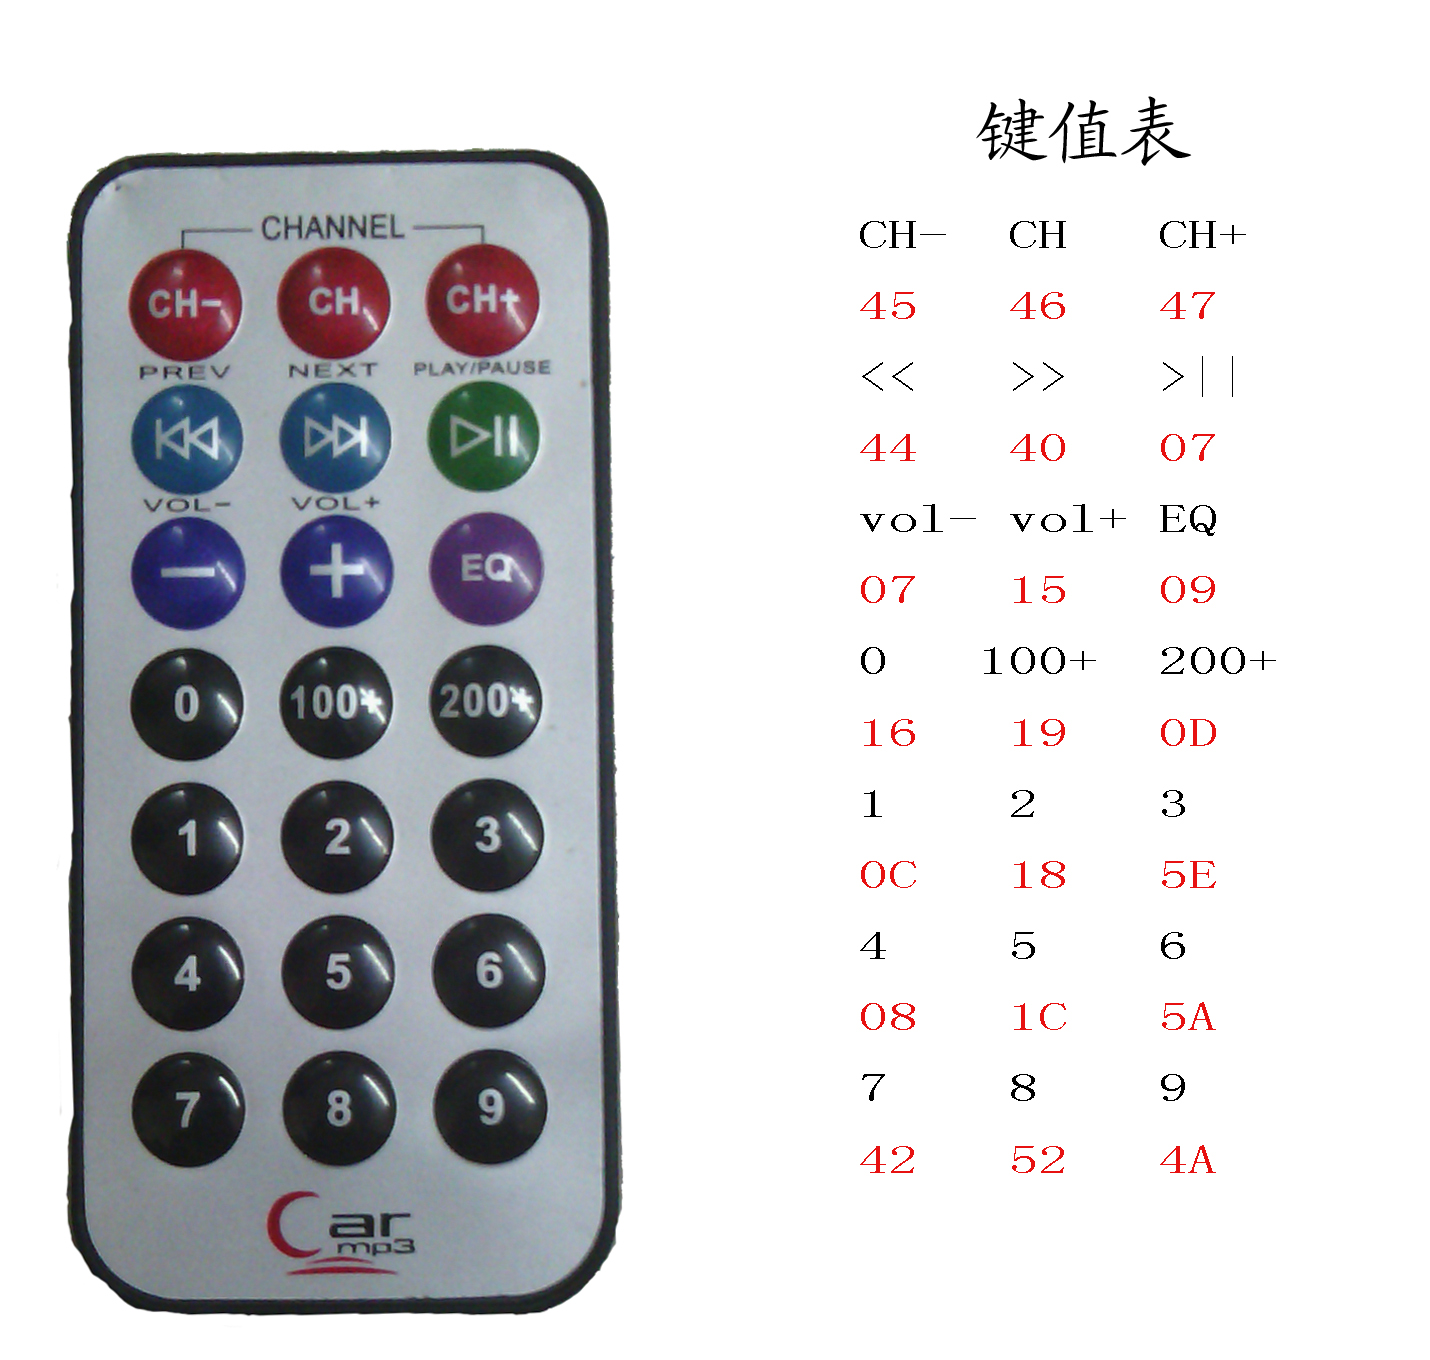 CHANNEL
CH- CH CH+
PREV NEXT PLAY/PAUSE
VOL- VOL+
EQ
0 100+ 200+
1 2 3
4 5 6
7 8 9
Car
mp3
键值表
CH- CH CH+
45 46 47
<< >> >||
44 40 07
vol- vol+ EQ
07 15 09
0 100+ 200+
16 19 0D
1 2 3
0C 18 5E
4 5 6
08 1C 5A
7 8 9
42 52 4A